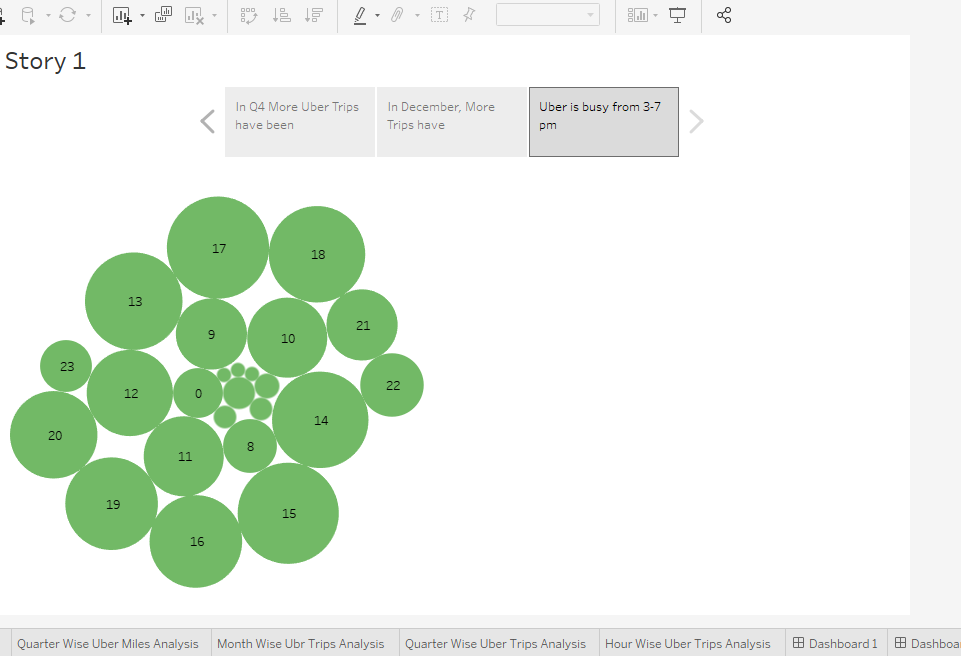 Story 1
In Q4 More Uber Trips
have been
In December, More
Trips have
Uber is busy from 3-7
pm
17
18
13
21
9
10
23
22
12
0
14
20
8
11
19
15
16
Quarter Wise Uber Miles Analysis
Month Wise Ubr Trips Analysis
Quarter Wise Uber Trips Analysis
Hour Wise Uber Trips Analysis
Dashboard 1